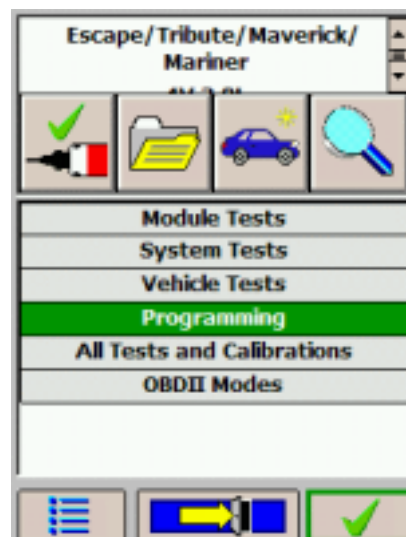 Escape/Tribute/Maverick/
Mariner
Module Tests
System Tests
Vehicle Tests
Programming
All Tests and Calibrations
OBDII Modes